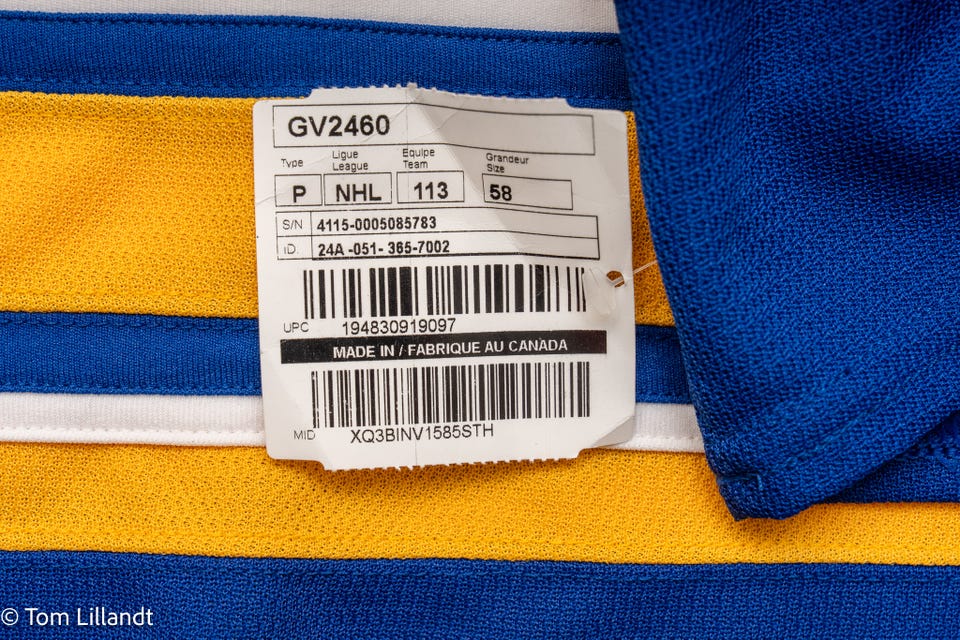 GV2460
Type Ligue League Equipe Team Grandeur Size
P NHL 113 58
S/N 4115-0005085783
ID. 24A -051- 365-7002
UPC 194830919097
MADE IN / FABRIQUE AU CANADA
MID XQ3BINV1585STH
© Tom Lillandt